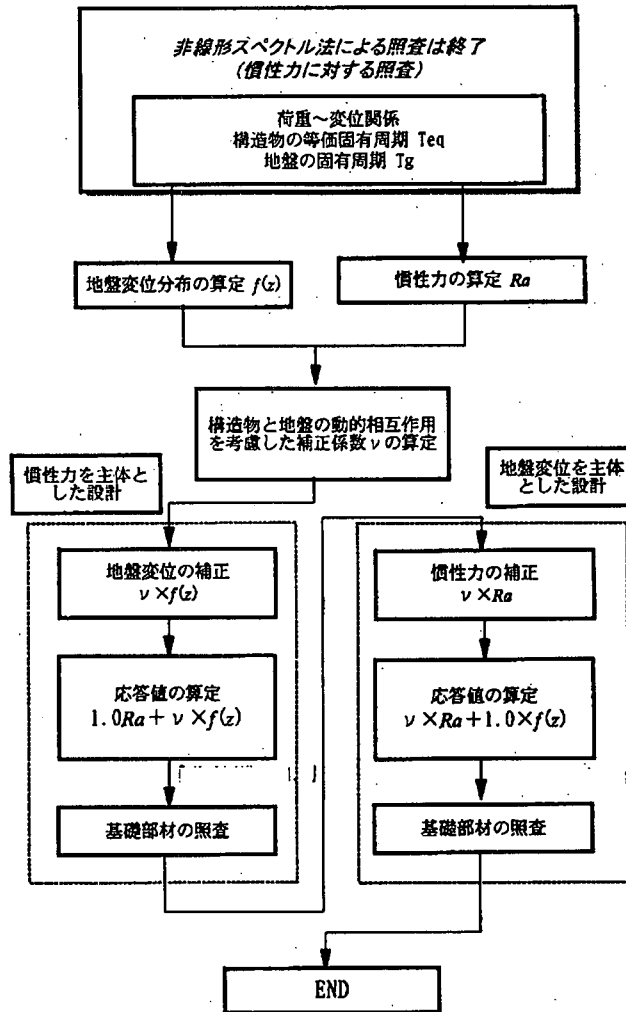 非線形スペクトル法による照査は終了
(慣性力に対する照査)
荷重～変位関係
構造物の等価固有周期 Teq
地盤の固有周期 Tg
地盤変位分布の算定 f(z)
慣性力の算定 Ra
構造物と地盤の動的相互作用
を考慮した補正係数νの算定
慣性力を主体と
した設計
地盤変位の補正
ν×f(z)
応答値の算定
1.0Ra+ν×f(z)
基礎部材の照査
地盤変位を主体
とした設計
慣性力の補正
ν×Ra
応答値の算定
ν×Ra+1.0×f(z)
基礎部材の照査
END